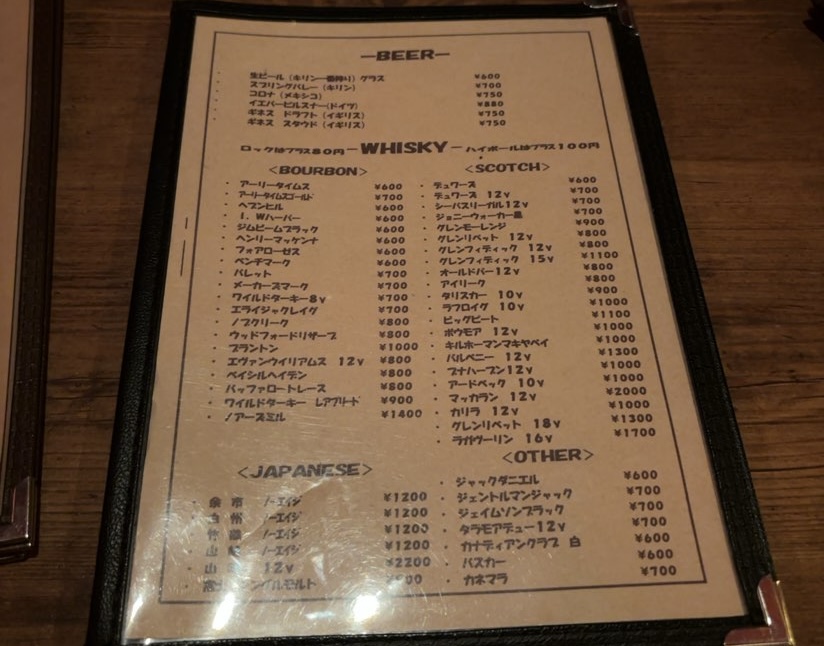 —BEER—
生ビール (キリン一番搾り) グラス ¥600
スプリングバレー (キリン) ¥700
コロナ (メキシコ) ¥750
イエバーピルスナー(ドイツ) ¥880
ギネス ドラフト (イギリス) ¥750
ギネス スタウド (イギリス) ¥750
ロックはプラス80円 —WHISKY— ハイボールはプラス100円
<BOURBON>
・ アーリータイムス ¥600
・ アーリータイムスゴールド ¥700
・ ヘブンヒル ¥600
・ I. Wハーパー ¥600
・ ジムビームブラック ¥600
・ ヘンリーマッケンナ ¥600
・ フォアローゼス ¥600
・ ベンチマーク ¥600
・ バレット ¥700
・ メーカーズマーク ¥700
・ ワイルドターキー8y ¥700
・ エライジャクレイグ ¥700
・ ノブクリーク ¥800
・ ウッドフォードリザーブ ¥800
・ ブラントン ¥1000
・ エヴァンウイリアムス 12y ¥800
・ ベイシルヘイデン ¥800
・ バッファロートレース ¥800
・ ワイルドターキー レアブリード ¥900
・ ノアーズミル ¥1400
<SCOTCH>
・ デュワーズ ¥600
・ デュワーズ 12y ¥700
・ シーバスリーガル12y ¥700
・ ジョニーウォーカー黒 ¥700
・ グレンモーレンジ ¥900
・ グレンリベット 12y ¥800
・ グレンフィディック 12y ¥800
・ グレンフィディック 15y ¥1100
・ オールドパー12y ¥800
・ アイリーク ¥800
・ タリスカー 10y ¥900
・ ラフロイグ 10y ¥1000
・ ビッグピート ¥1100
・ ボウモア 12y ¥1000
・ キルホーマンマキヤベイ ¥1000
・ バルベニー 12y ¥1300
・ ブナハーブン12y ¥1000
・ アードベック 10y ¥1000
・ マッカラン 12y ¥2000
・ カリラ 12y ¥1000
・ グレンリベット 18y ¥1300
・ ラガヴーリン 16y ¥1700
<JAPANESE>
・ 余 市 ノーエイジ ¥1200
・ 白 州 ノーエイジ ¥1200
・ 竹 鶴 ノーエイジ ¥1200
・ 山 崎 ノーエイジ ¥1200
・ 山 12y ¥2200
シングルモルト
<OTHER>
・ ジャックダニエル ¥600
・ ジェントルマンジャック ¥700
・ ジェイムソンブラック ¥700
・ タラモアデュー12y ¥700
・ カナディアンクラブ 白 ¥600
・ バスカー ¥600
・ カネマラ ¥700